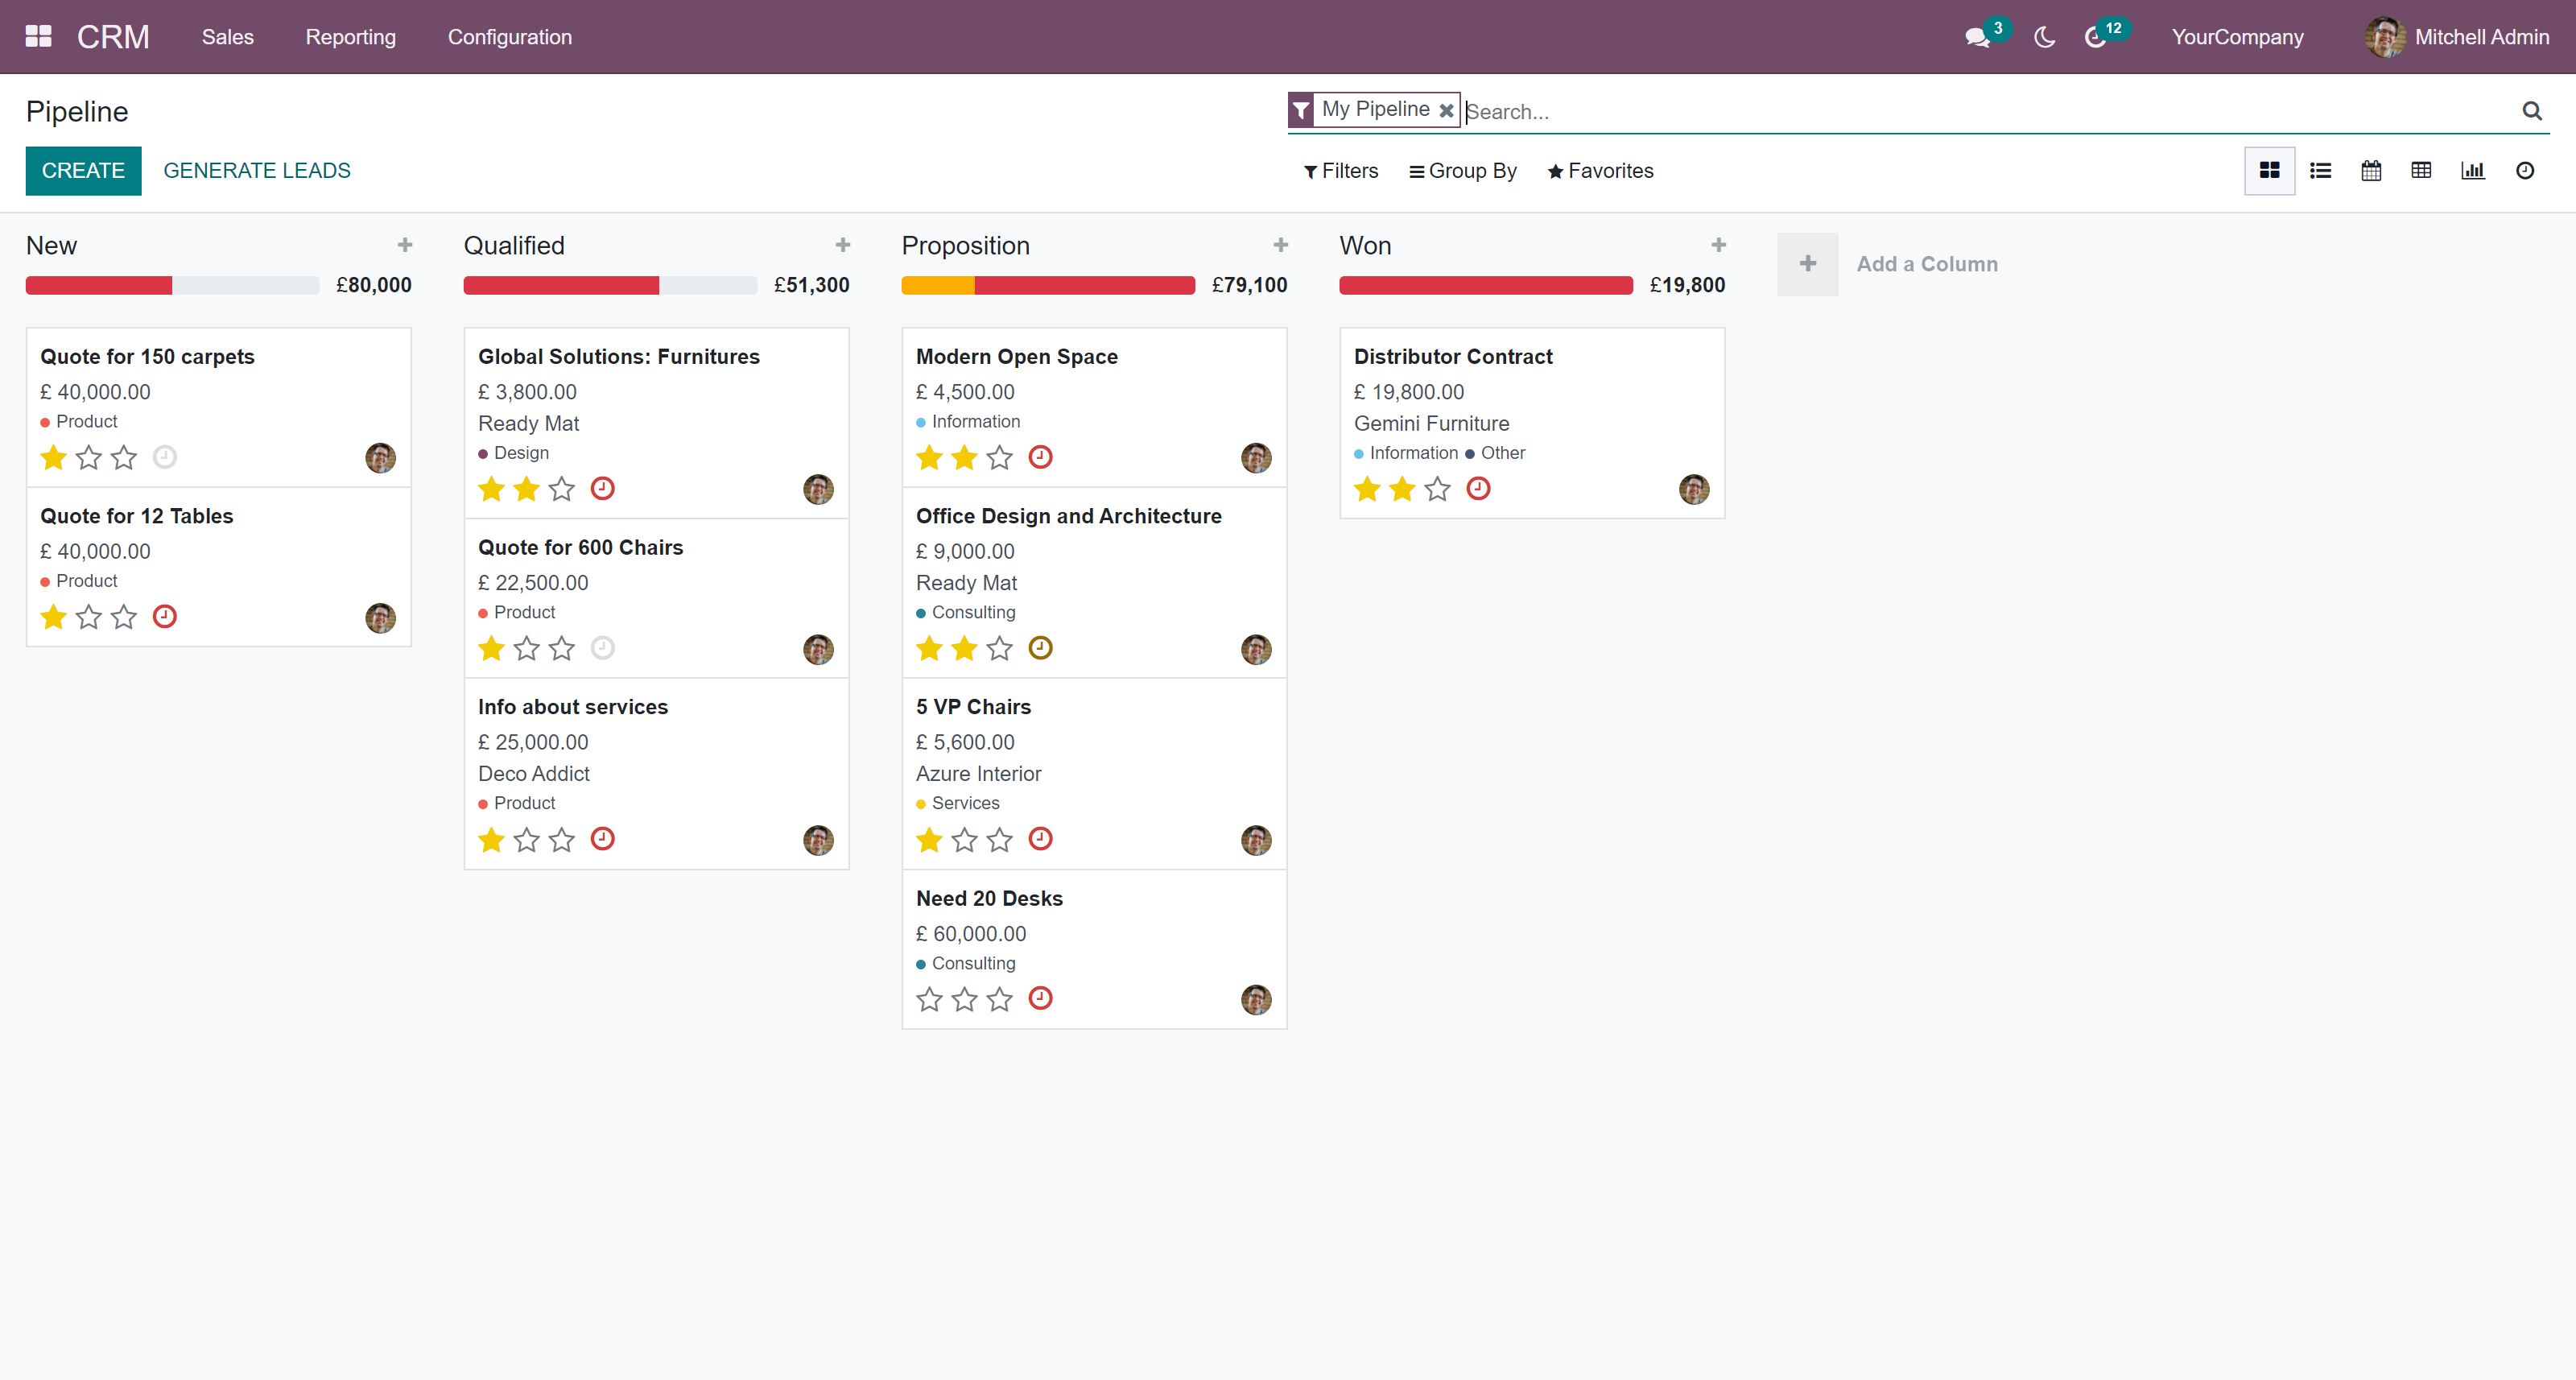 CRM Sales Reporting Configuration 3 12 YourCompany Mitchell Admin
Pipeline
My Pipeline Search...
CREATE GENERATE LEADS
Filters Group By Favorites
New
£80,000
Quote for 150 carpets
£ 40,000.00
Product
Quote for 12 Tables
£ 40,000.00
Product
Qualified
£51,300
Global Solutions: Furnitures
£ 3,800.00
Ready Mat
Design
Quote for 600 Chairs
£ 22,500.00
Product
Info about services
£ 25,000.00
Deco Addict
Product
Proposition
£79,100
Modern Open Space
£ 4,500.00
Information
Office Design and Architecture
£ 9,000.00
Ready Mat
Consulting
5 VP Chairs
£ 5,600.00
Azure Interior
Services
Need 20 Desks
£ 60,000.00
Consulting
Won
£19,800
Distributor Contract
£ 19,800.00
Gemini Furniture
Information Other
Add a Column